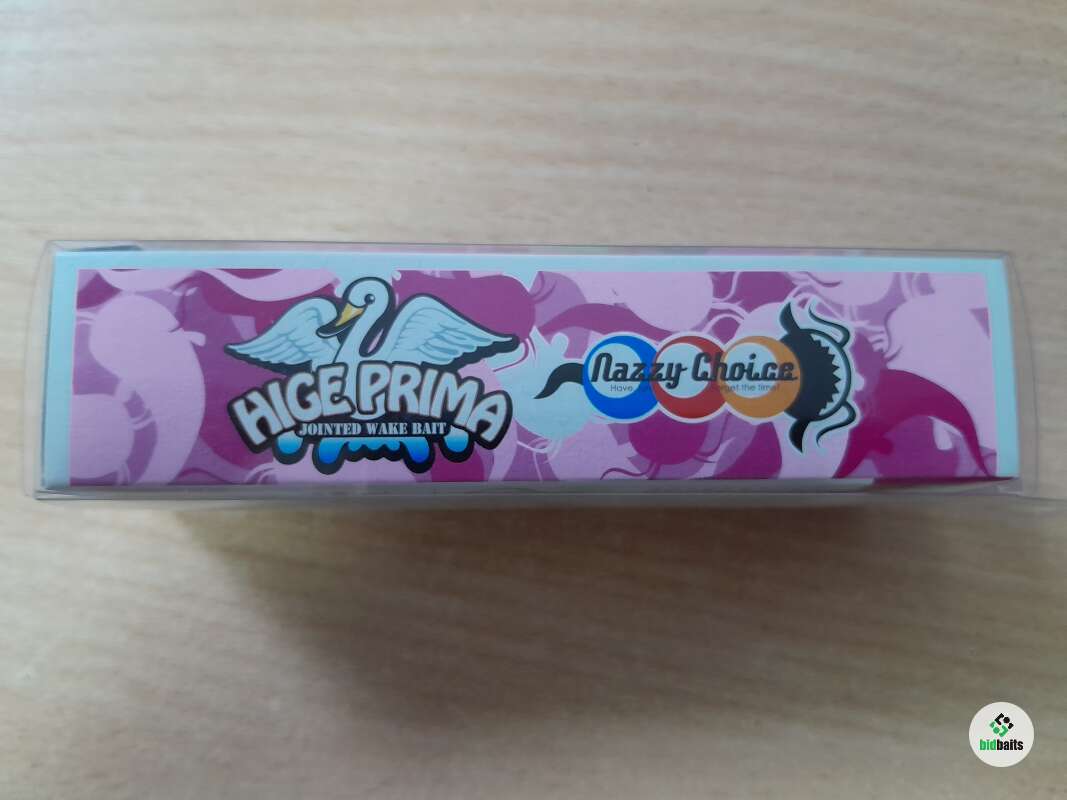 HIGE PRIMA
JOINTED WAKE BAIT
Nazzy Choice
Have
the time!
bidbaits